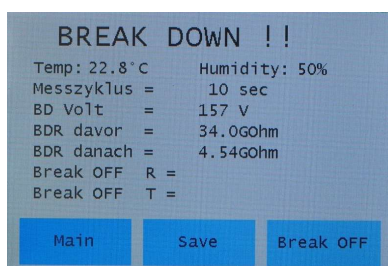 BREAK DOWN !!
Temp: 22.8°C Humidity: 50%
Messzyklus = 10 sec
BD Volt = 157 V
BDR davor = 34.0GOhm
BDR danach = 4.54GOhm
Break OFF R =
Break OFF T =
Main Save Break OFF